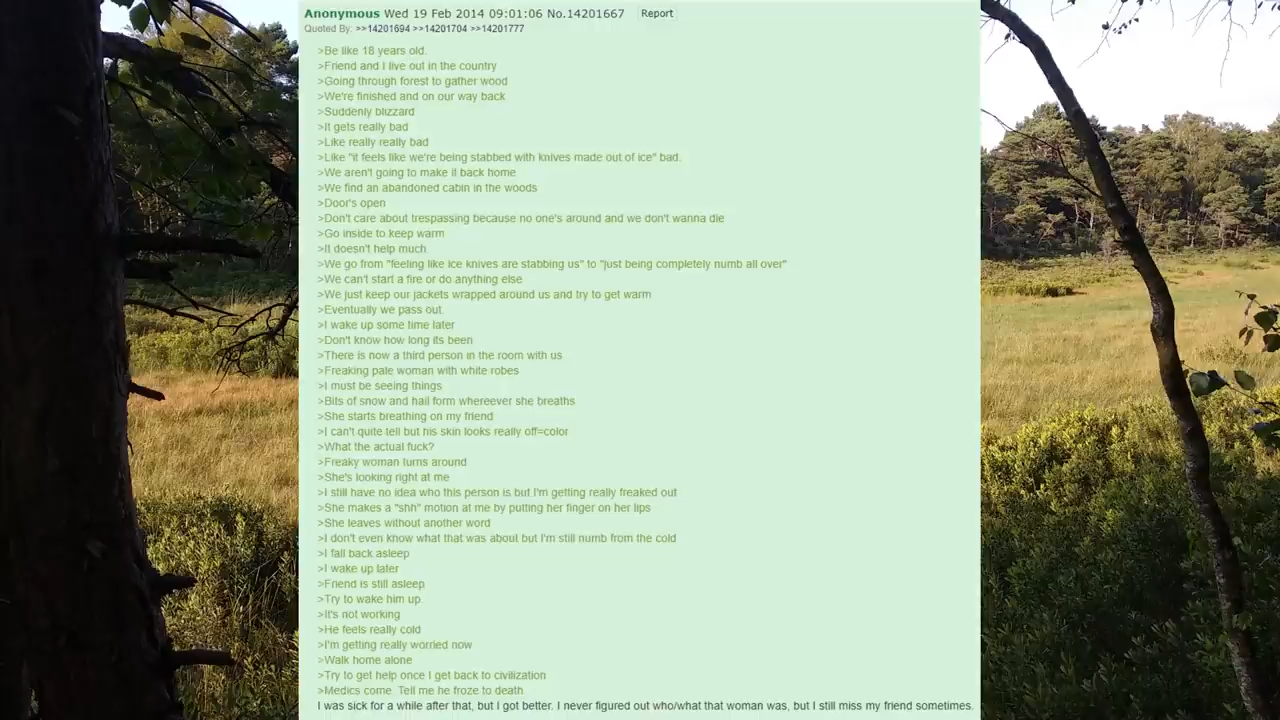 Anonymous Wed 19 Feb 2014 09:01:06 No.14201667 Report
Quoted By: >>14201694 >>14201704 >>14201777
>Be like 18 years old.
>Friend and I live out in the country
>Going through forest to gather wood
>We're finished and on our way back
>Suddenly blizzard
>It gets really bad
>Like really really bad
>Like "it feels like we're being stabbed with knives made out of ice" bad.
>We aren't going to make it back home
>We find an abandoned cabin in the woods
>Door's open
>Don't care about trespassing because no one's around and we don't wanna die
>Go inside to keep warm
>It doesn't help much
>We go from "feeling like ice knives are stabbing us" to "just being completely numb all over"
>We can't start a fire or do anything else
>We just keep our jackets wrapped around us and try to get warm
>Eventually we pass out.
>I wake up some time later
>Don't know how long its been
>There is now a third person in the room with us
>Freaking pale woman with white robes
>I must be seeing things
>Bits of snow and hail form whereever she breaths
>She starts breathing on my friend
>I can't quite tell but his skin looks really off=color
>What the actual fuck?
>Freaky woman turns around
>She's looking right at me
>I still have no idea who this person is but I'm getting really freaked out
>She makes a "shh" motion at me by putting her finger on her lips
>She leaves without another word
>I don't even know what that was about but I'm still numb from the cold
>I fall back asleep
>I wake up later
>Friend is still asleep
>Try to wake him up.
>It's not working
>He feels really cold
>I'm getting really worried now
>Walk home alone
>Try to get help once I get back to civilization
>Medics come. Tell me he froze to death
I was sick for a while after that, but I got better. I never figured out who/what that woman was, but I still miss my friend sometimes.